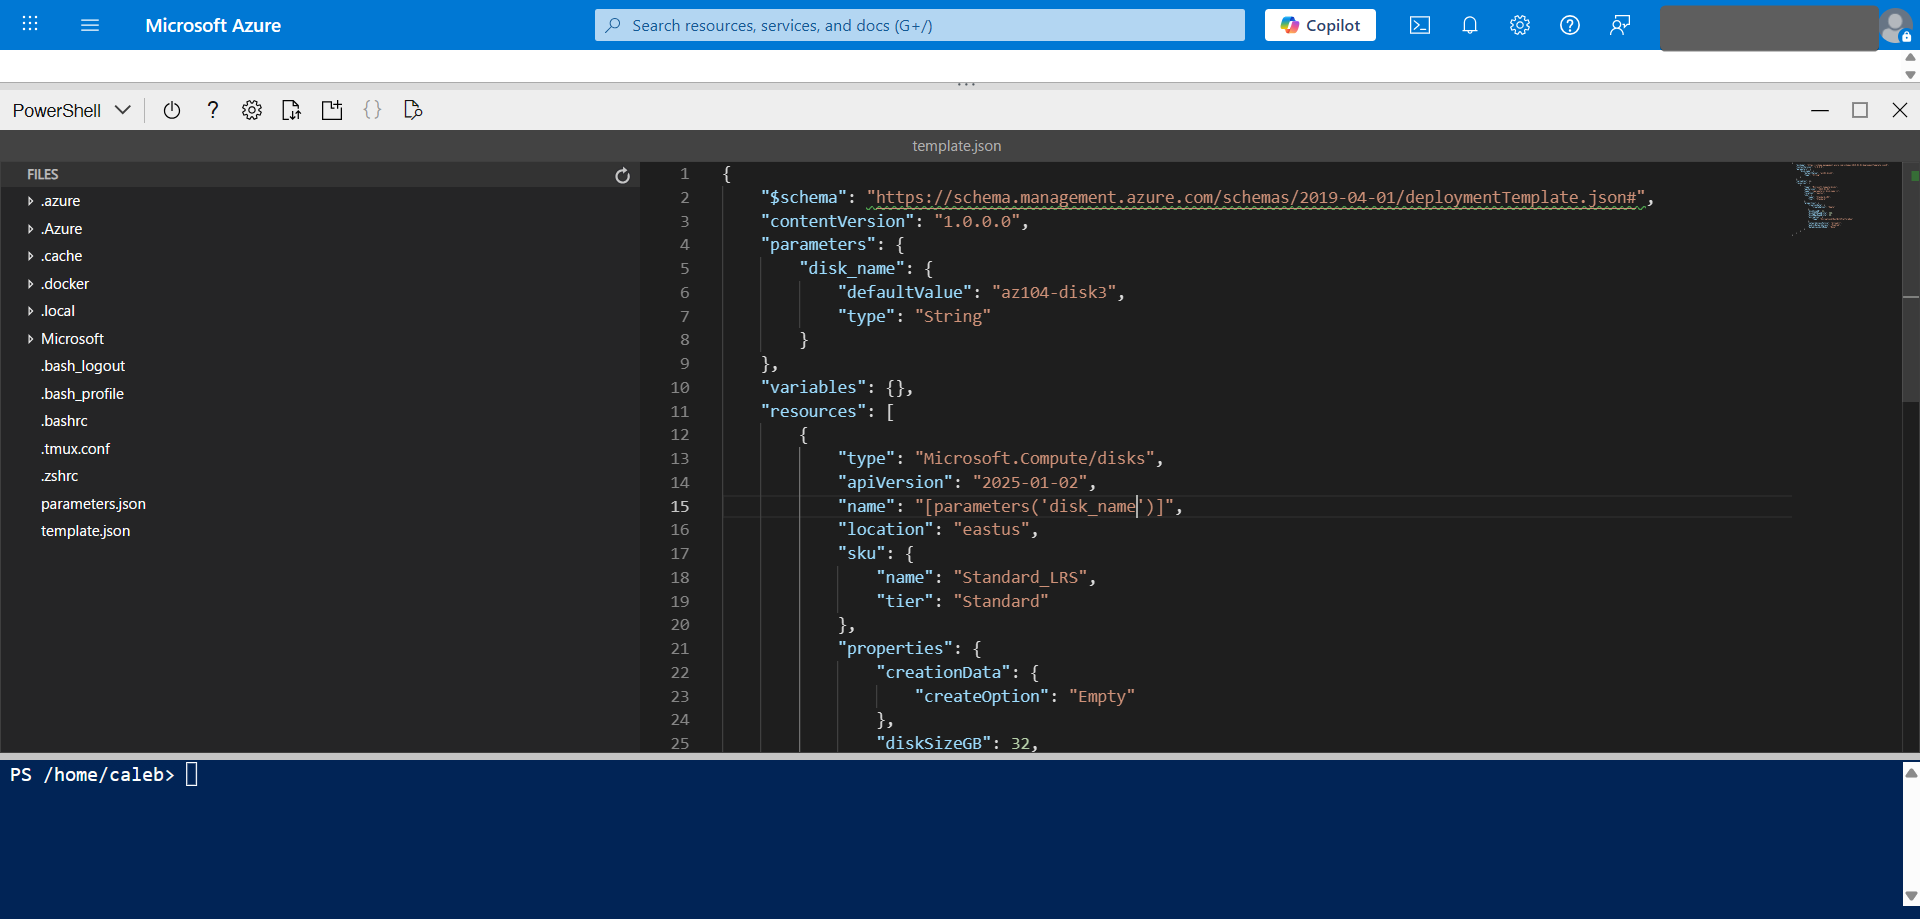 Microsoft Azure
Search resources, services, and docs (G+/)
Copilot
PowerShell
template.json
FILES
.azure
.Azure
.cache
.docker
.local
Microsoft
.bash_logout
.bash_profile
.bashrc
.tmux.conf
.zshrc
parameters.json
template.json
1 {
2 "$schema": "https://schema.management.azure.com/schemas/2019-04-01/deploymentTemplate.json#",
3 "contentVersion": "1.0.0.0",
4 "parameters": {
5 "disk_name": {
6 "defaultValue": "az104-disk3",
7 "type": "String"
8 }
9 },
10 "variables": {},
11 "resources": [
12 {
13 "type": "Microsoft.Compute/disks",
14 "apiVersion": "2025-01-02",
15 "name": "[parameters('disk_name')]",
16 "location": "eastus",
17 "sku": {
18 "name": "Standard_LRS",
19 "tier": "Standard"
20 },
21 "properties": {
22 "creationData": {
23 "createOption": "Empty"
24 },
25 "diskSizeGB": 32,
PS /home/caleb>